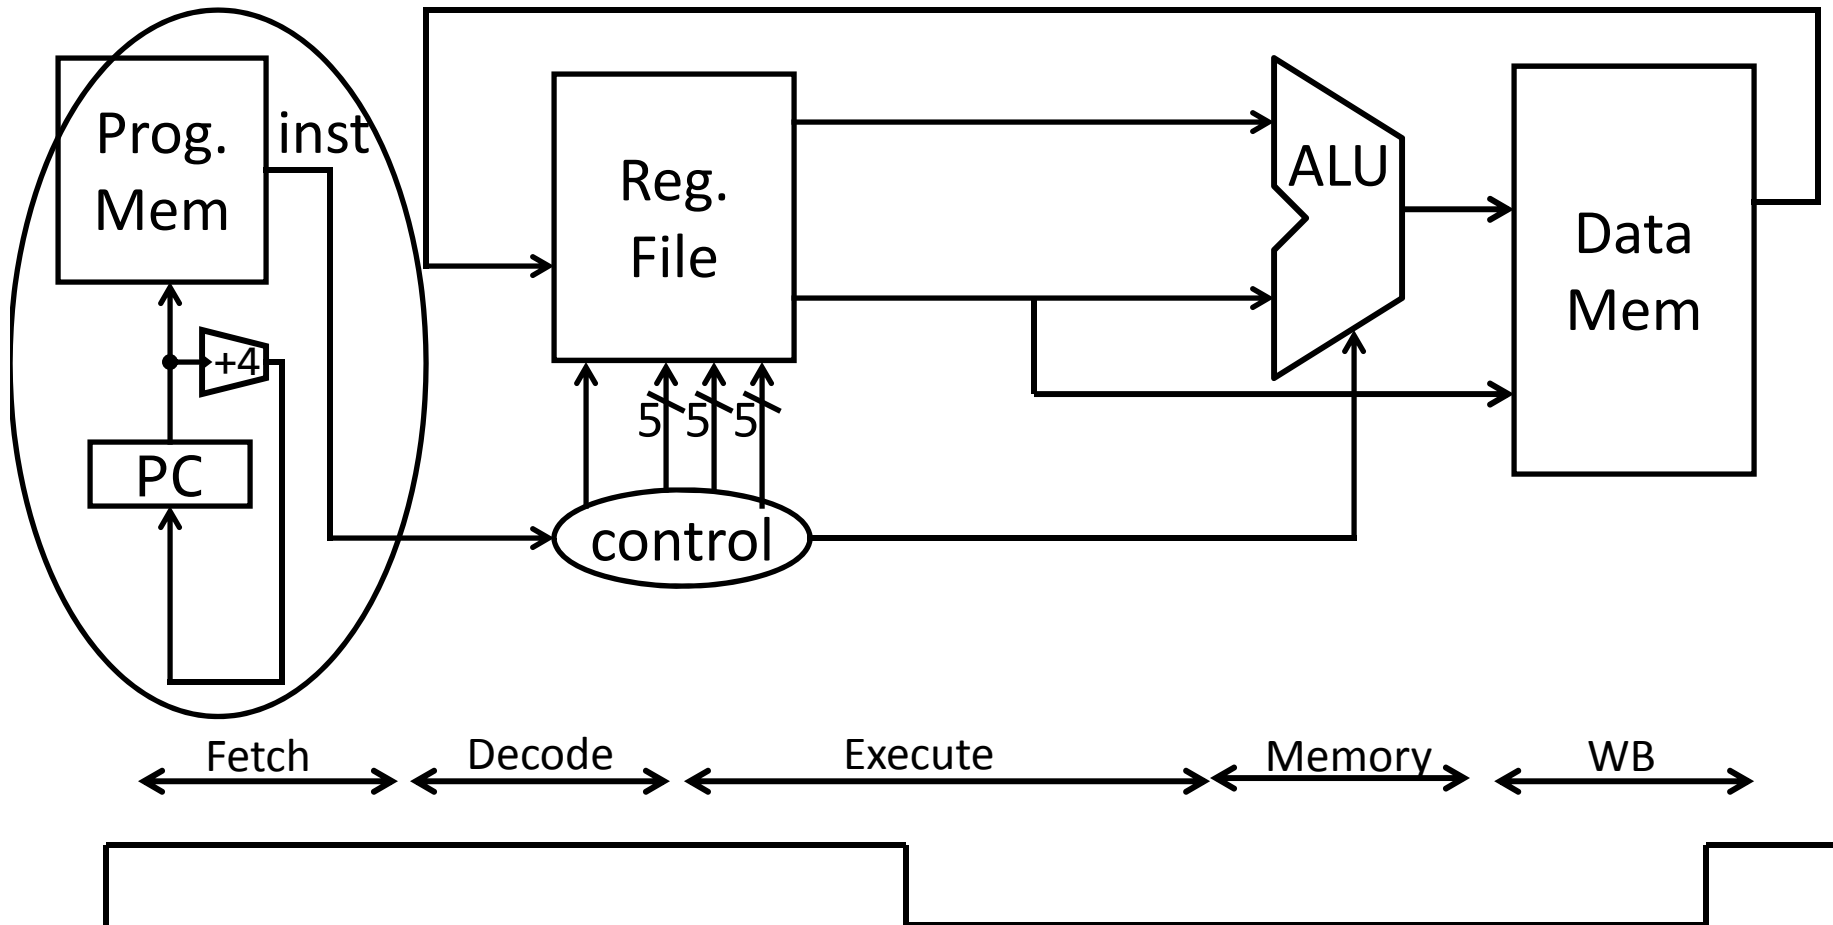 Prog.
Mem
inst
+4
PC
Reg.
File
5 5 5
control
ALU
Data
Mem
Fetch Decode Execute Memory WB